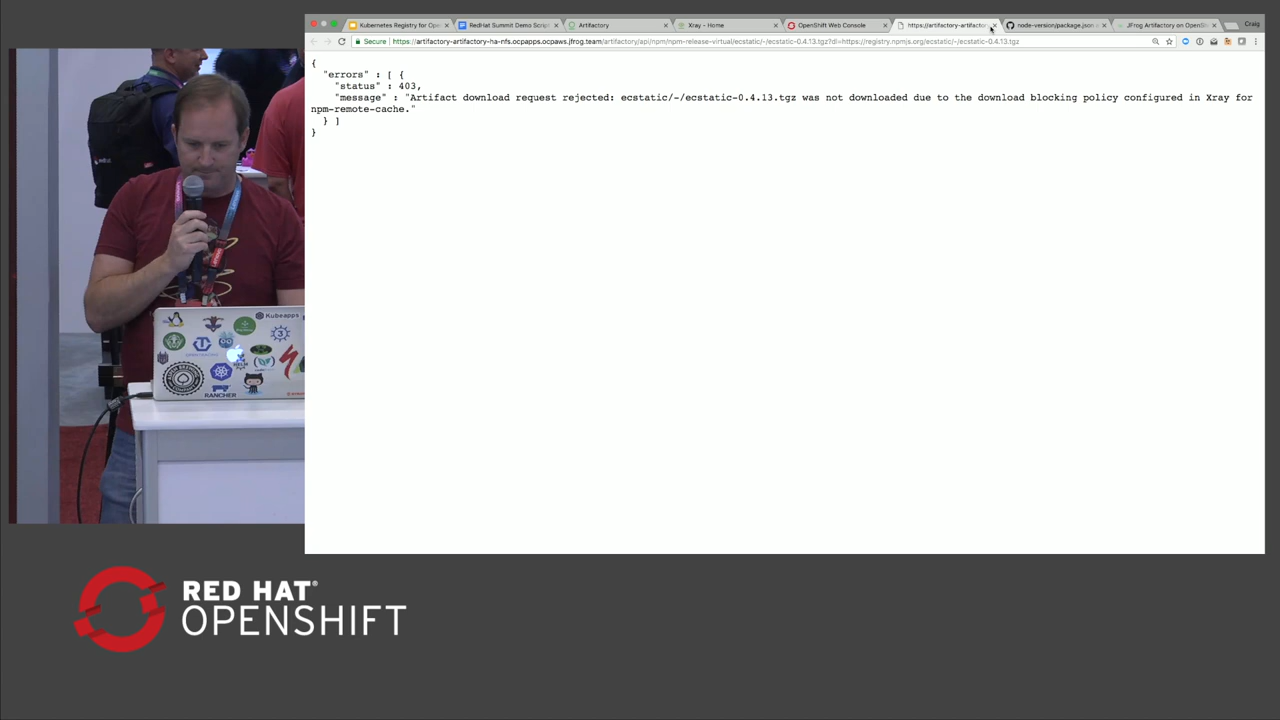 Kubernetes Registry for Ope
RedHat Summit Demo Scrip
Artifactory
Xray - Home
OpenShift Web Console
https://artifactory-artifactor
node-version/package.json
JFrog Artifactory on OpenSh
Craig
Secure
https://artifactory-artifactory-ha-nfs.ocpapps.ocpaws.jfrog.team/artifactory/api/npm/npm-release-virtual/ecstatic/-/ecstatic-0.4.13.tgz?dl=https://registry.npmjs.org/ecstatic/-/ecstatic-0.4.13.tgz
{
"errors" : [ {
"status" : 403,
"message" : "Artifact download request rejected: ecstatic/-/ecstatic-0.4.13.tgz was not downloaded due to the download blocking policy configured in Xray for
npm-remote-cache."
} ]
}
Kubeapps
RANCHER
RED HAT®
OPENSHIFT